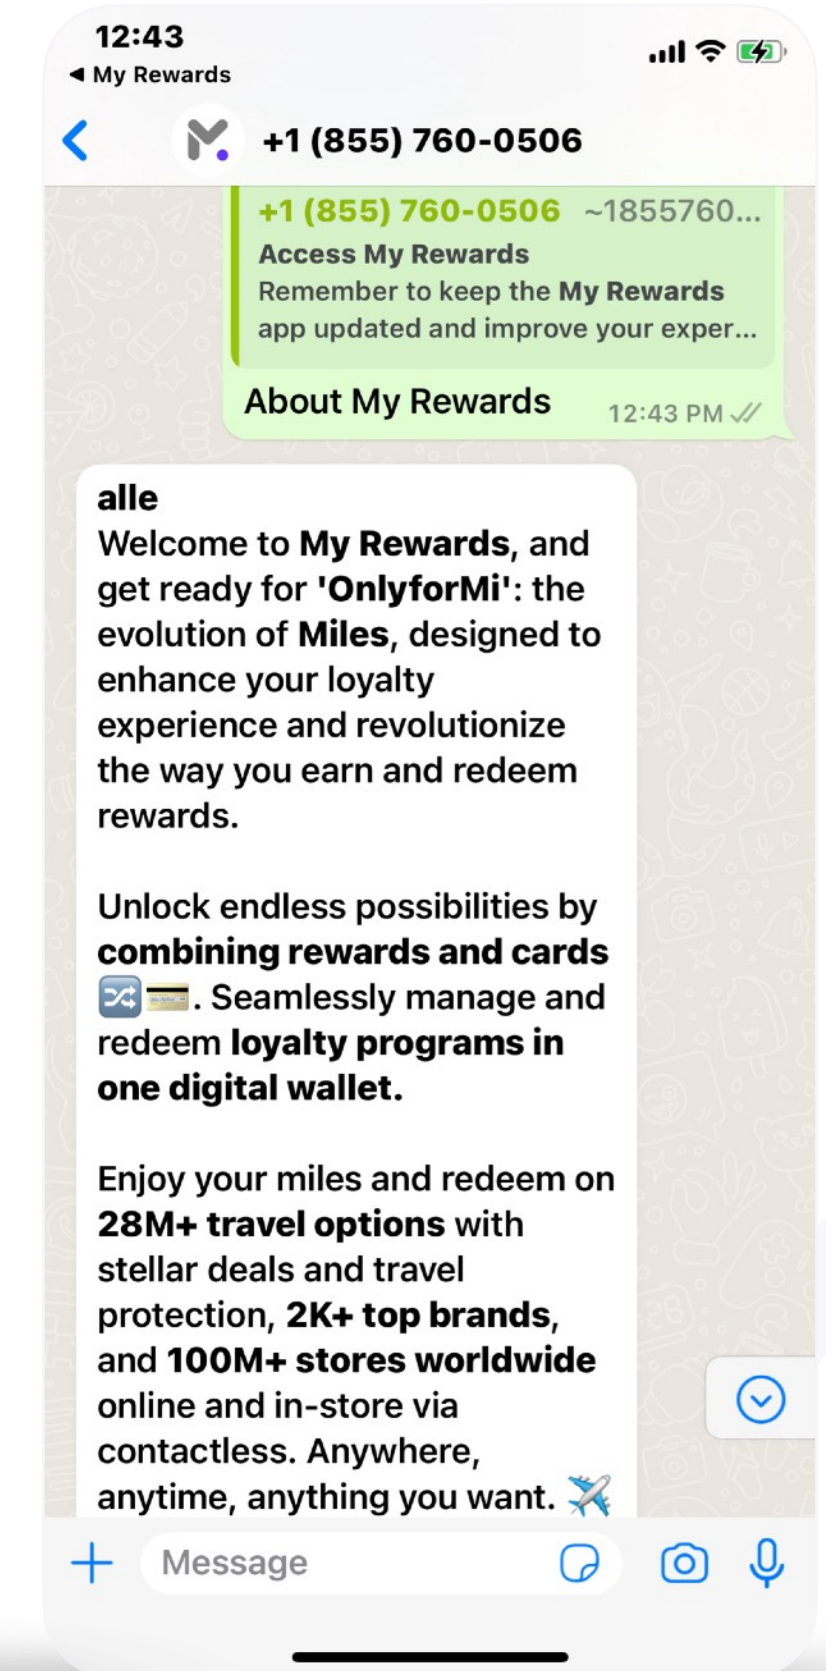 12:43
My Rewards
+1 (855) 760-0506
+1 (855) 760-0506 ~1855760...
Access My Rewards
Remember to keep the My Rewards
app updated and improve your exper...
About My Rewards
12:43 PM
alle
Welcome to My Rewards, and
get ready for 'OnlyforMi': the
evolution of Miles, designed to
enhance your loyalty
experience and revolutionize
the way you earn and redeem
rewards.
Unlock endless possibilities by
combining rewards and cards
🔀💳. Seamlessly manage and
redeem loyalty programs in
one digital wallet.
Enjoy your miles and redeem on
28M+ travel options with
stellar deals and travel
protection, 2K+ top brands,
and 100M+ stores worldwide
online and in-store via
contactless. Anywhere,
anytime, anything you want. ✈️
Message